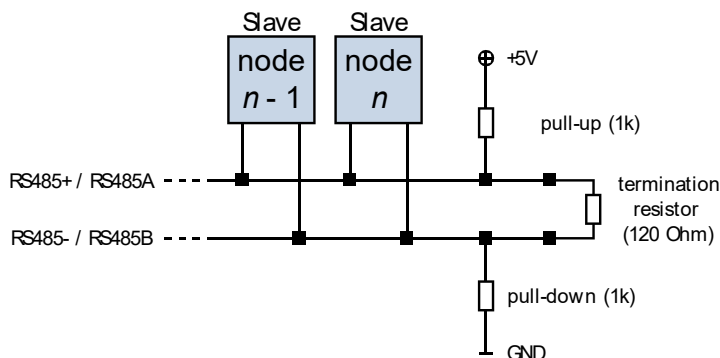 Slave
Slave
node
n - 1
node
n
+5V
pull-up (1k)
RS485+ / RS485A
termination
resistor
(120 Ohm)
RS485- / RS485B
pull-down (1k)
GND